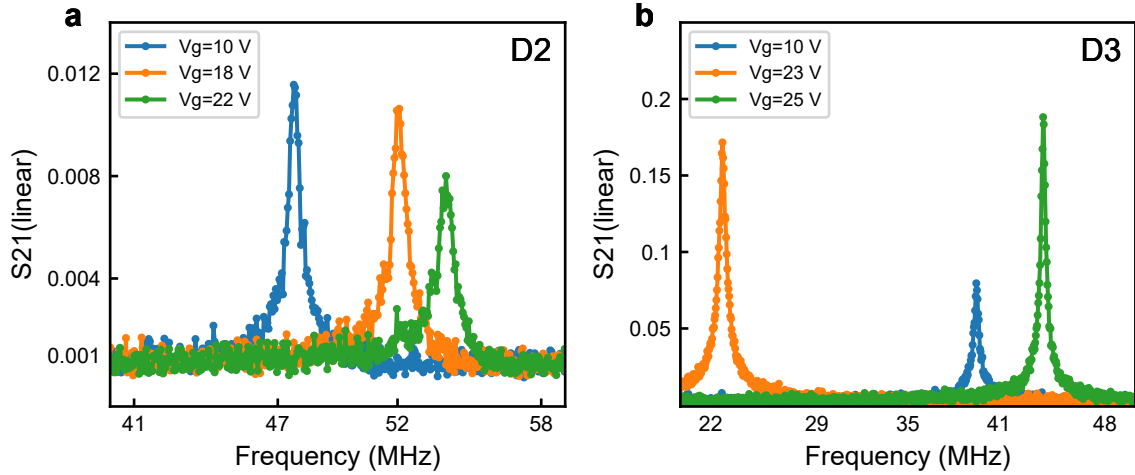 a
D2
Vg=10 V
Vg=18 V
Vg=22 V
S21(linear)
0.012
0.008
0.004
0.001
41
47
52
58
Frequency (MHz)
b
D3
Vg=10 V
Vg=23 V
Vg=25 V
S21(linear)
0.2
0.15
0.1
0.05
22
29
35
41
48
Frequency (MHz)